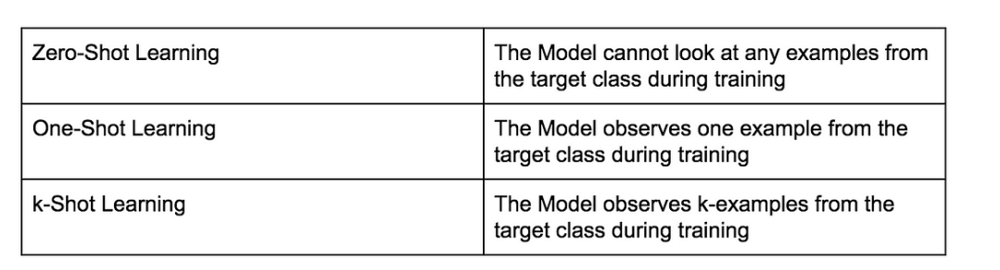 Zero-Shot Learning
The Model cannot look at any examples from
the target class during training
One-Shot Learning
The Model observes one example from the
target class during training
k-Shot Learning
The Model observes k-examples from the
target class during training